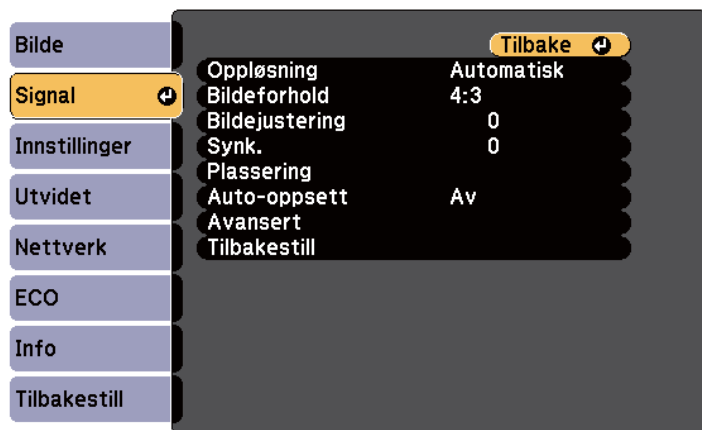 Bilde
Signal
Innstillinger
Utvidet
Nettverk
ECO
Info
Tilbakestill
Tilbake
Oppløsning Automatisk
Bildeforhold 4:3
Bildejustering 0
Synk. 0
Plassering
Auto-oppsett Av
Avansert
Tilbakestill